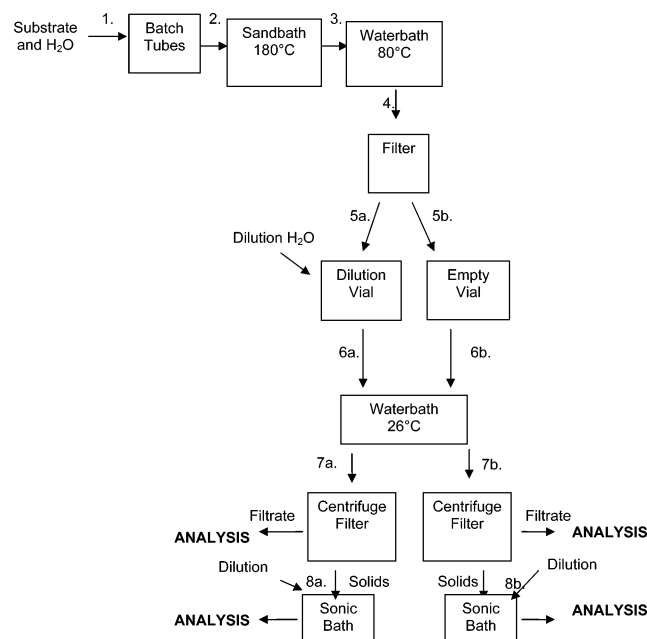 1. 2. 3.
Substrate
and H₂O
Batch
Tubes
Sandbath
180°C
Waterbath
80°C
4.
Filter
5a. 5b.
Dilution H₂O
Dilution
Vial
Empty
Vial
6a. 6b.
Waterbath
26°C
7a. 7b.
Centrifuge
Filter
Centrifuge
Filter
Filtrate
ANALYSIS
Filtrate
ANALYSIS
Dilution
8a. Solids
Solids 8b.
Dilution
Sonic
Bath
Sonic
Bath
ANALYSIS
ANALYSIS